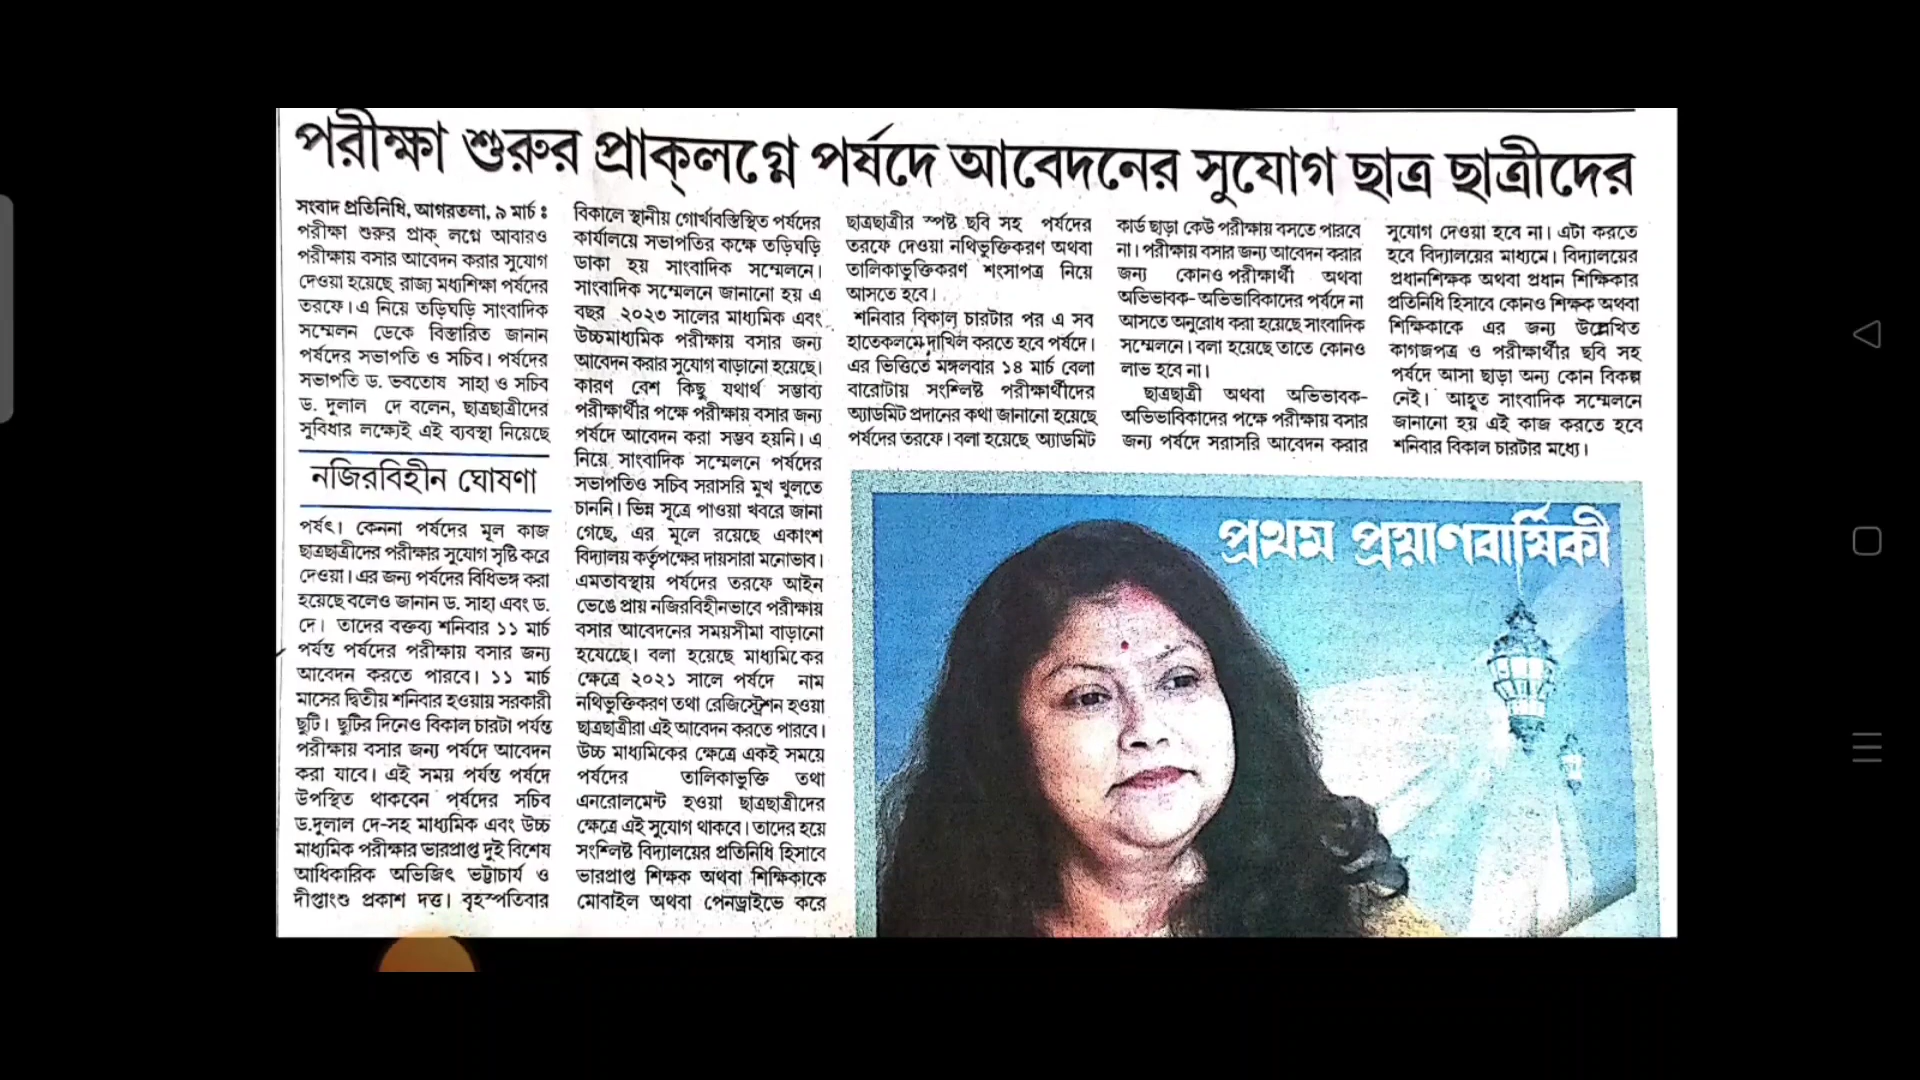 পরীক্ষা শুরুর প্রাক্‌লগ্নে পর্ষদে আবেদনের সুযোগ ছাত্র ছাত্রীদের
সংবাদ প্রতিনিধি, আগরতলা, ৯ মার্চ ঃ
পরীক্ষা শুরুর প্রাক্ লগ্নে আবারও
পরীক্ষায় বসার আবেদন করার সুযোগ
দেওয়া হয়েছে রাজ্য মধ্যশিক্ষা পর্ষদের
তরফে। এ নিয়ে তড়িঘড়ি সাংবাদিক
সম্মেলন ডেকে বিস্তারিত জানান
পর্ষদের সভাপতি ও সচিব। পর্ষদের
সভাপতি ড. ভবতোষ সাহা ও সচিব
ড. দুলাল দে বলেন, ছাত্রছাত্রীদের
সুবিধার লক্ষ্যেই এই ব্যবস্থা নিয়েছে
নজিরবিহীন ঘোষণা
পর্ষৎ। কেননা পর্ষদের মূল কাজ
ছাত্রছাত্রীদের পরীক্ষার সুযোগ সৃষ্টি করে
দেওয়া। এর জন্য পর্ষদের বিধিভঙ্গ করা
হয়েছে বলেও জানান ড. সাহা এবং ড.
দে। তাদের বক্তব্য শনিবার ১১ মার্চ
পর্যন্ত পর্ষদের পরীক্ষায় বসার জন্য
আবেদন করতে পারবে। ১১ মার্চ
মাসের দ্বিতীয় শনিবার হওয়ায় সরকারী
ছুটি। ছুটির দিনেও বিকাল চারটা পর্যন্ত
পরীক্ষায় বসার জন্য পর্ষদে আবেদন
করা যাবে। এই সময় পর্যন্ত পর্ষদে
উপস্থিত থাকবেন পর্ষদের সচিব
ড.দুলাল দে-সহ মাধ্যমিক এবং উচ্চ
মাধ্যমিক পরীক্ষার ভারপ্রাপ্ত দুই বিশেষ
আধিকারিক অভিজিৎ ভট্টাচার্য ও
দীপ্তাংশু প্রকাশ দত্ত। বৃহস্পতিবার
বিকালে স্থানীয় গোর্খাবস্তিস্থিত পর্ষদের
কার্যালয়ে সভাপতির কক্ষে তড়িঘড়ি
ডাকা হয় সাংবাদিক সম্মেলনে।
সাংবাদিক সম্মেলনে জানানো হয় এ
বছর ২০২৩ সালের মাধ্যমিক এবং
উচ্চমাধ্যমিক পরীক্ষায় বসার জন্য
আবেদন করার সুযোগ বাড়ানো হয়েছে।
কারণ বেশ কিছু যথার্থ সম্ভাব্য
পরীক্ষার্থীর পক্ষে পরীক্ষায় বসার জন্য
পর্ষদে আবেদন করা সম্ভব হয়নি। এ
নিয়ে সাংবাদিক সম্মেলনে পর্ষদের
সভাপতিও সচিব সরাসরি মুখ খুলতে
চাননি। ভিন্ন সূত্রে পাওয়া খবরে জানা
গেছে, এর মূলে রয়েছে একাংশ
বিদ্যালয় কর্তৃপক্ষের দায়সারা মনোভাব।
এমতাবস্থায় পর্ষদের তরফে আইন
ভেঙে প্রায় নজিরবিহীনভাবে পরীক্ষায়
বসার আবেদনের সময়সীমা বাড়ানো
হযেছে। বলা হয়েছে মাধ্যমিকের
ক্ষেত্রে ২০২১ সালে পর্ষদে নাম
নথিভুক্তিকরণ তথা রেজিস্ট্রেশন হওয়া
ছাত্রছাত্রীরা এই আবেদন করতে পারবে।
উচ্চ মাধ্যমিকের ক্ষেত্রে একই সময়ে
পর্ষদের তালিকাভুক্তি তথা
এনরোলমেন্ট হওয়া ছাত্রছাত্রীদের
ক্ষেত্রে এই সুযোগ থাকবে। তাদের হয়ে
সংশ্লিষ্ট বিদ্যালয়ের প্রতিনিধি হিসাবে
ভারপ্রাপ্ত শিক্ষক অথবা শিক্ষিকাকে
মোবাইল অথবা পেনড্রাইভে করে
ছাত্রছাত্রীর স্পষ্ট ছবি সহ পর্ষদের
তরফে দেওয়া নথিভুক্তিকরণ অথবা
তালিকাভুক্তিকরণ শংসাপত্র নিয়ে
আসতে হবে।
শনিবার বিকাল চারটার পর এ সব
হাতেকলমে দাখিল করতে হবে পর্ষদে।
এর ভিত্তিতে মঙ্গলবার ১৪ মার্চ বেলা
বারোটায় সংশ্লিষ্ট পরীক্ষার্থীদের
অ্যাডমিট প্রদানের কথা জানানো হয়েছে
পর্ষদের তরফে। বলা হয়েছে অ্যাডমিট
কার্ড ছাড়া কেউ পরীক্ষায় বসতে পারবে
না। পরীক্ষায় বসার জন্য আবেদন করার
জন্য কোনও পরীক্ষার্থী অথবা
অভিভাবক- অভিভাবিকাদের পর্ষদে না
আসতে অনুরোধ করা হয়েছে সাংবাদিক
সম্মেলনে। বলা হয়েছে তাতে কোনও
লাভ হবে না।
ছাত্রছাত্রী অথবা অভিভাবক-
অভিভাবিকাদের পক্ষে পরীক্ষায় বসার
জন্য পর্ষদে সরাসরি আবেদন করার
সুযোগ দেওয়া হবে না। এটা করতে
হবে বিদ্যালয়ের মাধ্যমে। বিদ্যালয়ের
প্রধানশিক্ষক অথবা প্রধান শিক্ষিকার
প্রতিনিধি হিসাবে কোনও শিক্ষক অথবা
শিক্ষিকাকে এর জন্য উল্লেখিত
কাগজপত্র ও পরীক্ষার্থীর ছবি সহ
পর্ষদে আসা ছাড়া অন্য কোন বিকল্প
নেই। আহূত সাংবাদিক সম্মেলনে
জানানো হয় এই কাজ করতে হবে
শনিবার বিকাল চারটার মধ্যে।
প্রথম প্রয়াণবার্ষিকী